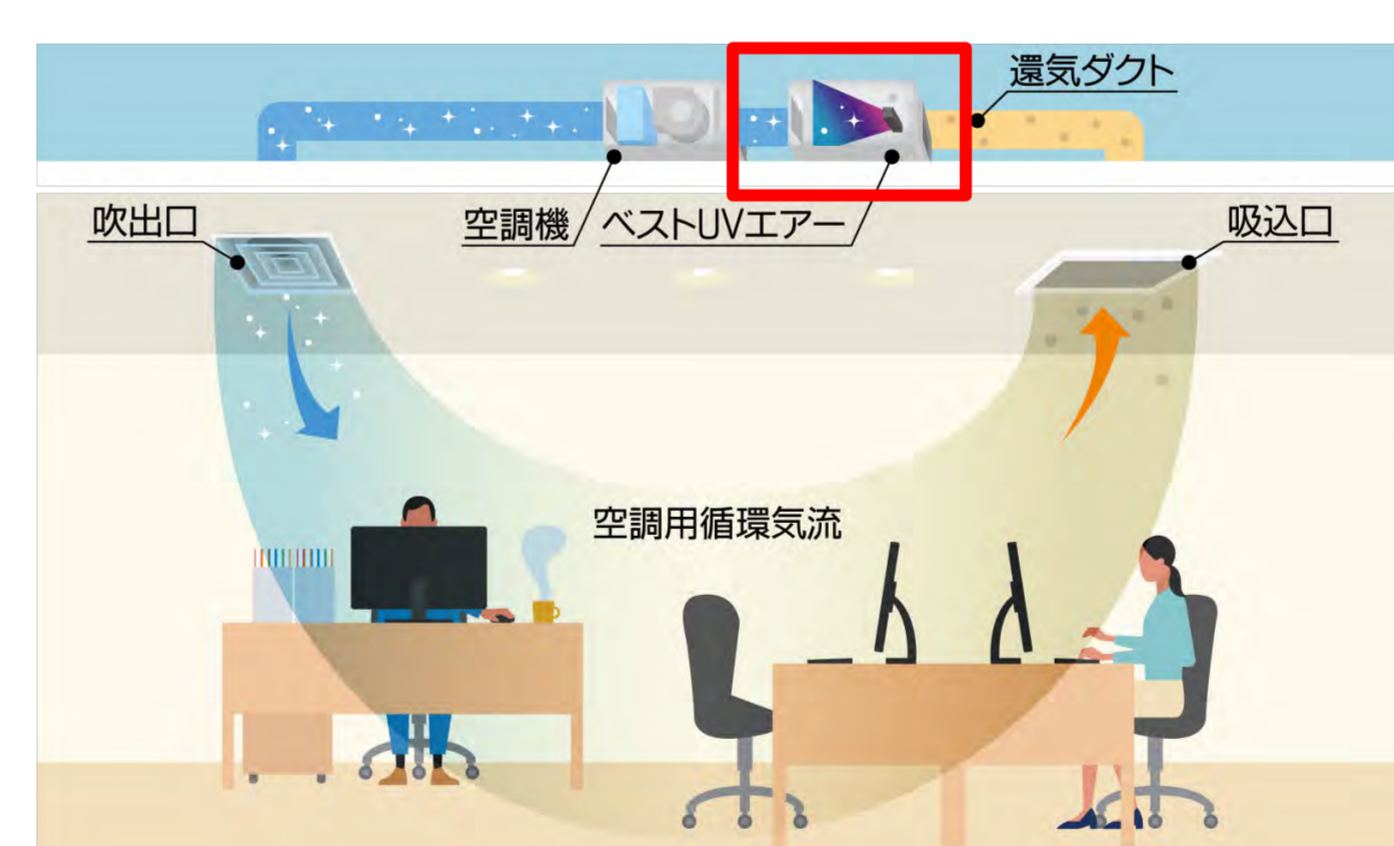 還気ダクト
吹出口
空調機
ベストUVエアー
吸込口
空調用循環気流